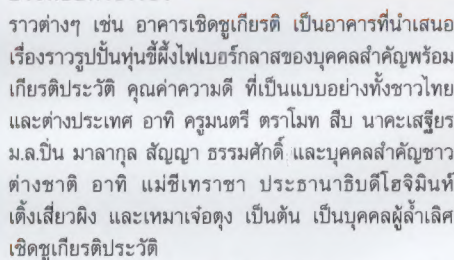 ราวต่างๆ เช่น อาคารเชิดชูเกียรติ เป็นอาคารที่นำเสนอ
เรื่องราวรูปปั้นหุ่นขี้ผึ้งไฟเบอร์กลาสของบุคคลสำคัญพร้อม
เกียรติประวัติ คุณค่าความดี ที่เป็นแบบอย่างทั้งชาวไทย
และต่างประเทศ อาทิ ครูมนตรี ตราโมท สืบ นาคะเสฐียร
ม.ล.ปิ่น มาลากุล สัญญา ธรรมศักดิ์ และบุคคลสำคัญชาว
ต่างชาติ อาทิ แม่ชีเทราซา ประธานาธิบดีโฮจิมินห์
เติ้งเสี่ยวผิง และเหมาเจ๋อตุง เป็นต้น เป็นบุคคลผู้ล้ำเลิศ
เชิดชูเกียรติประวัติ